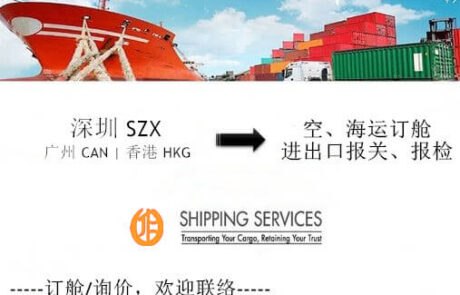 深圳 SZX
广州 CAN | 香港 HKG
空、海运订舱
进出口报关、报检
SHIPPING SERVICES
Transporting Your Cargo, Retaining Your Trust
-----订舱/询价，欢迎联络-----